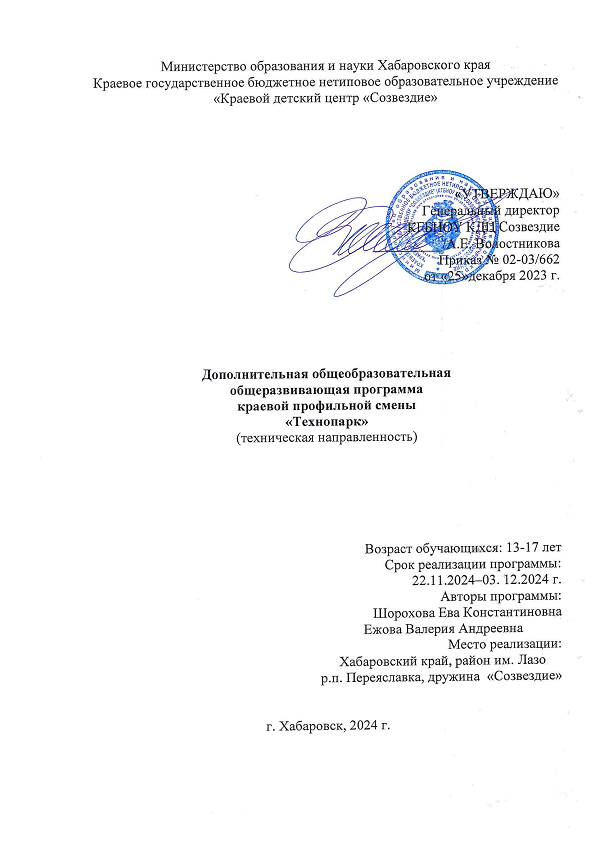 Министерство образования и науки Хабаровского края
Краевое государственное бюджетное нетиповое образовательное учреждение
«Краевой детский центр «Созвездие»
«УТВЕРЖДАЮ»
Генеральный директор
КГБНОУ КДЦ Созвездие
А.Е. Волостникова
Приказ № 02-03/662
от «25»декабря 2023 г.
Дополнительная общеобразовательная
общеразвивающая программа
краевой профильной смены
«Технопарк»
(техническая направленность)
Возраст обучающихся: 13-17 лет
Срок реализации программы:
22.11.2024–03. 12.2024 г.
Авторы программы:
Шорохова Ева Константиновна
Ежова Валерия Андреевна
Место реализации:
Хабаровский край, район им. Лазо
р.п. Переяславка, дружина «Созвездие»
г. Хабаровск, 2024 г.